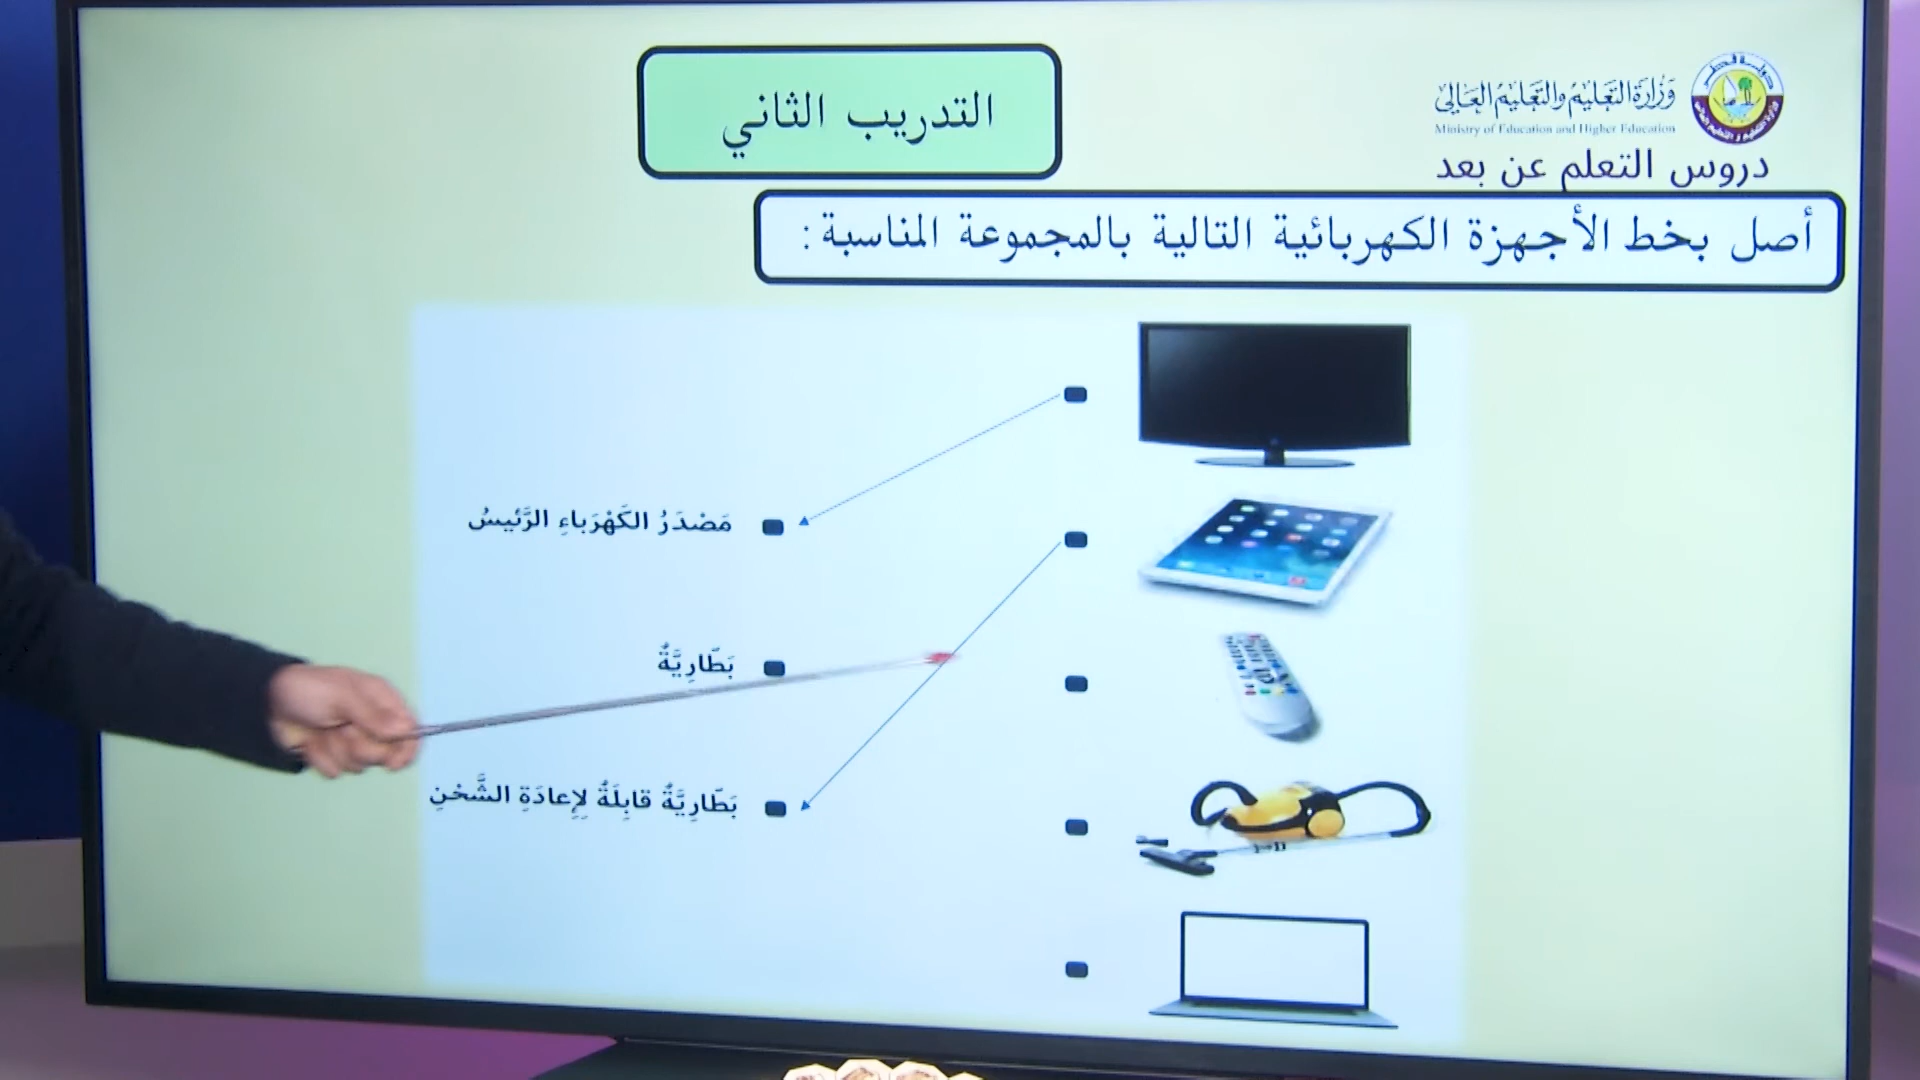 وزارة التعليم والتعليم العالي
Ministry of Education and Higher Education
دروس التعلم عن بعد
التدريب الثاني
أصل بخط الأجهزة الكهربائية التالية بالمجموعة المناسبة :
مَصْدَرُ الكَهْرَباءِ الرَّئيسُ
بَطّارِيَّةٌ
بَطّارِيَّةٌ قابِلَةٌ لِإِعادَةِ الشَّحْنِ